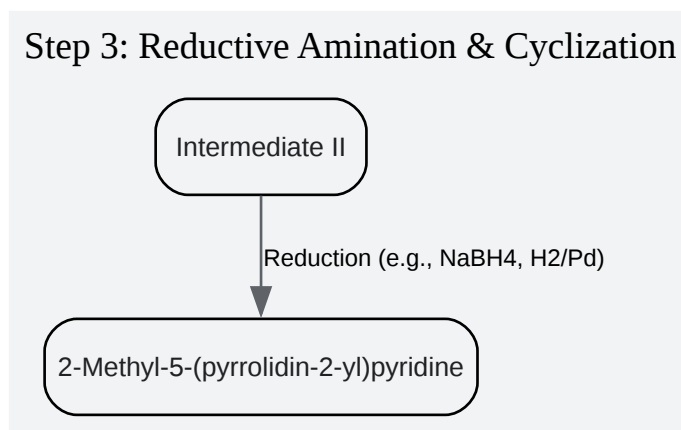 Step 3: Reductive Amination & Cyclization
Intermediate II
Reduction (e.g., NaBH4, H2/Pd)
2-Methyl-5-(pyrrolidin-2-yl)pyridine